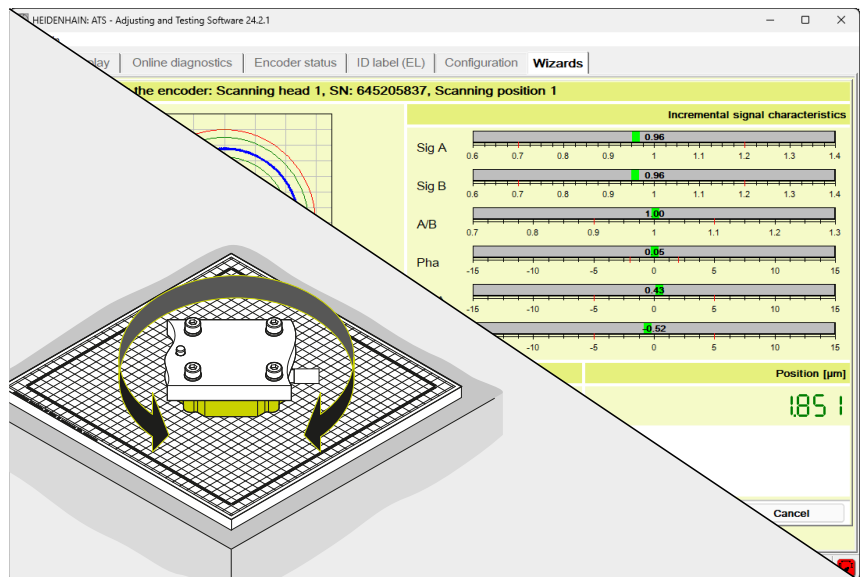 HEIDENHAIN: ATS - Adjusting and Testing Software 24.2.1
Online diagnostics Encoder status ID label (EL) Configuration Wizards
the encoder: Scanning head 1, SN: 645205837, Scanning position 1
Incremental signal characteristics
Sig A 0.96
0.6 0.7 0.8 0.9 1 1.1 1.2 1.3 1.4
Sig B 0.96
0.6 0.7 0.8 0.9 1 1.1 1.2 1.3 1.4
A/B 1.00
0.7 0.8 0.9 1 1.1 1.2 1.3
Pha 0.05
-15 -10 -5 0 5 10 15
0.43
-15 -10 -5 0 5 10 15
-0.52
-10 -5 0 5 10 15
Position [µm]
1.851
Cancel